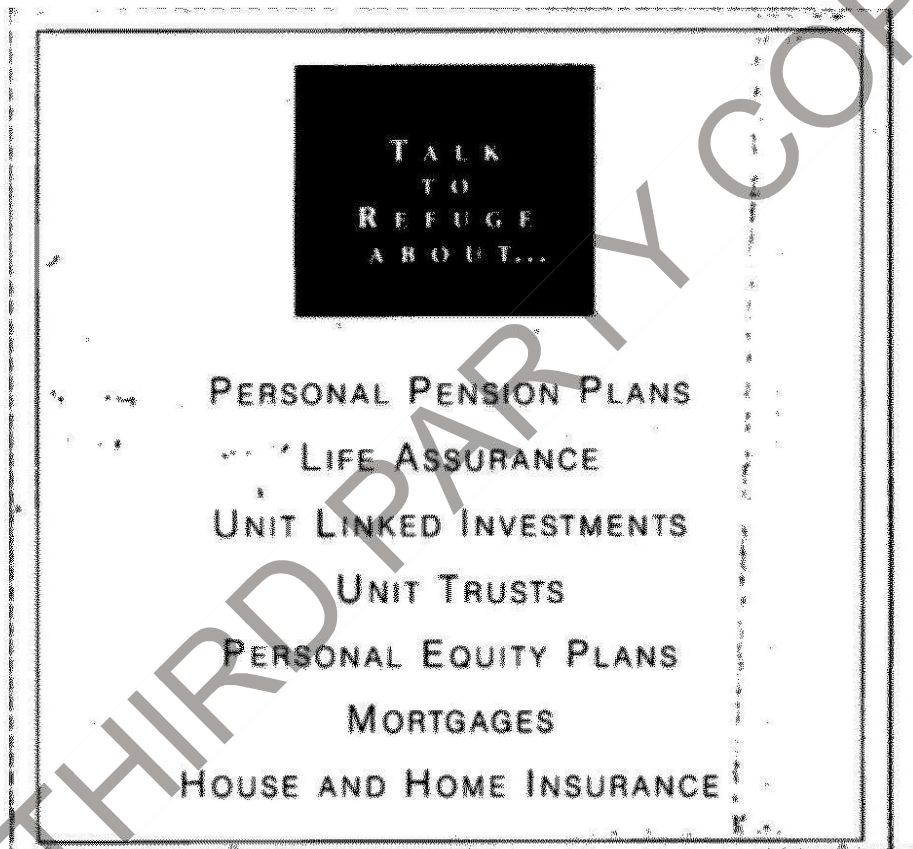 TALK
TO
REFUGE
ABOUT...
PERSONAL PENSION PLANS
LIFE ASSURANCE
UNIT LINKED INVESTMENTS
UNIT TRUSTS
PERSONAL EQUITY PLANS
MORTGAGES
HOUSE AND HOME INSURANCE
THIRD PARTY COP